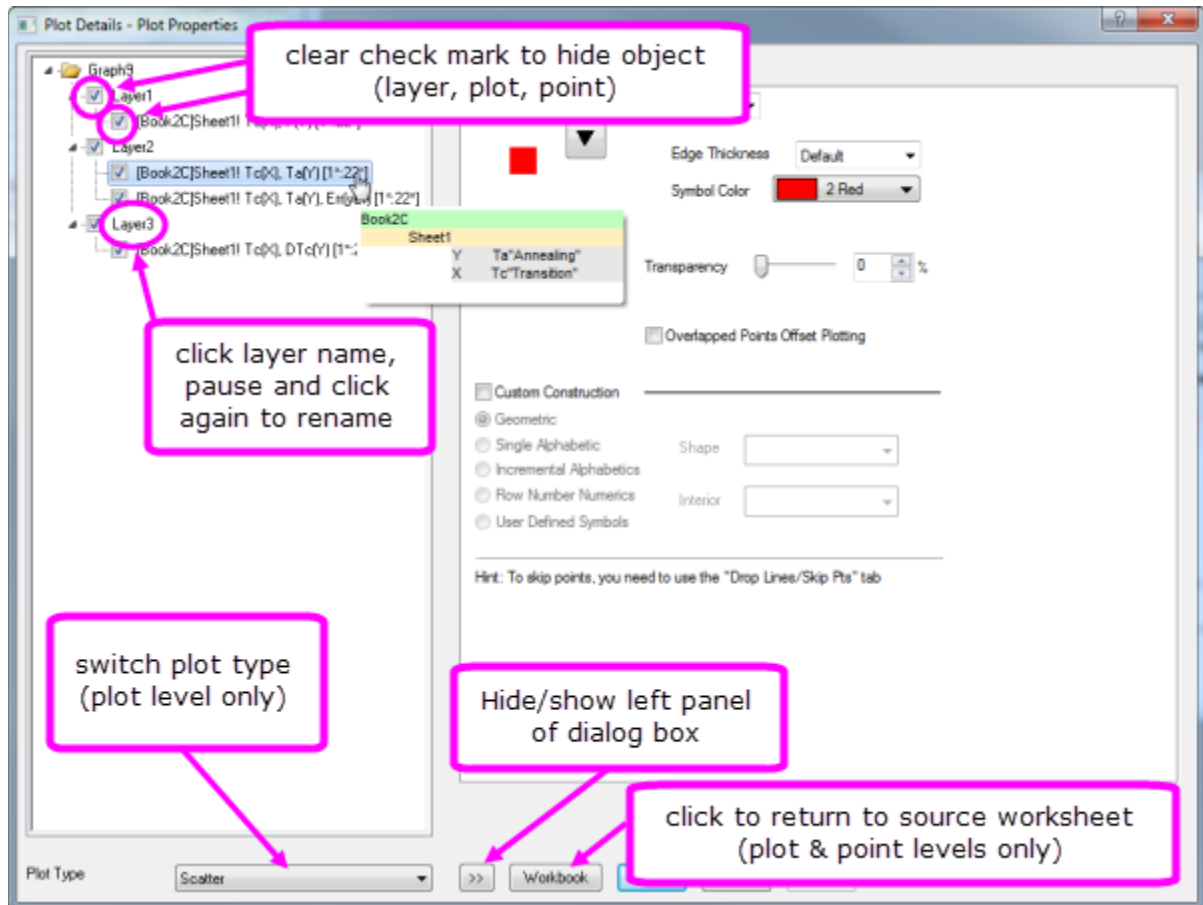 Plot Details - Plot Properties
clear check mark to hide object
(layer, plot, point)
Graph9
Layer1
[Book2C]Sheet1!
Layer2
[Book2C]Sheet1! Tc(X), Ta(Y) [1*:22*]
[Book2C]Sheet1! Tc(X), Ta(Y), [1*:22*]
Layer3
[Book2C]Sheet1! Tc(X), DTc(Y) [1*:2
Book2C
Sheet1
Y Ta"Annealing"
X Tc"Transition"
Edge Thickness Default
Symbol Color 2 Red
Transparency 0 %
Overlapped Points Offset Plotting
click layer name,
pause and click
again to rename
Custom Construction
Geometric
Single Alphabetic
Shape
Incremental Alphabetics
Row Number Numerics
Interior
User Defined Symbols
Hint: To skip points, you need to use the "Drop Lines/Skip Pts" tab
switch plot type
(plot level only)
Hide/show left panel
of dialog box
click to return to source worksheet
(plot & point levels only)
Plot Type Scatter >> Workbook